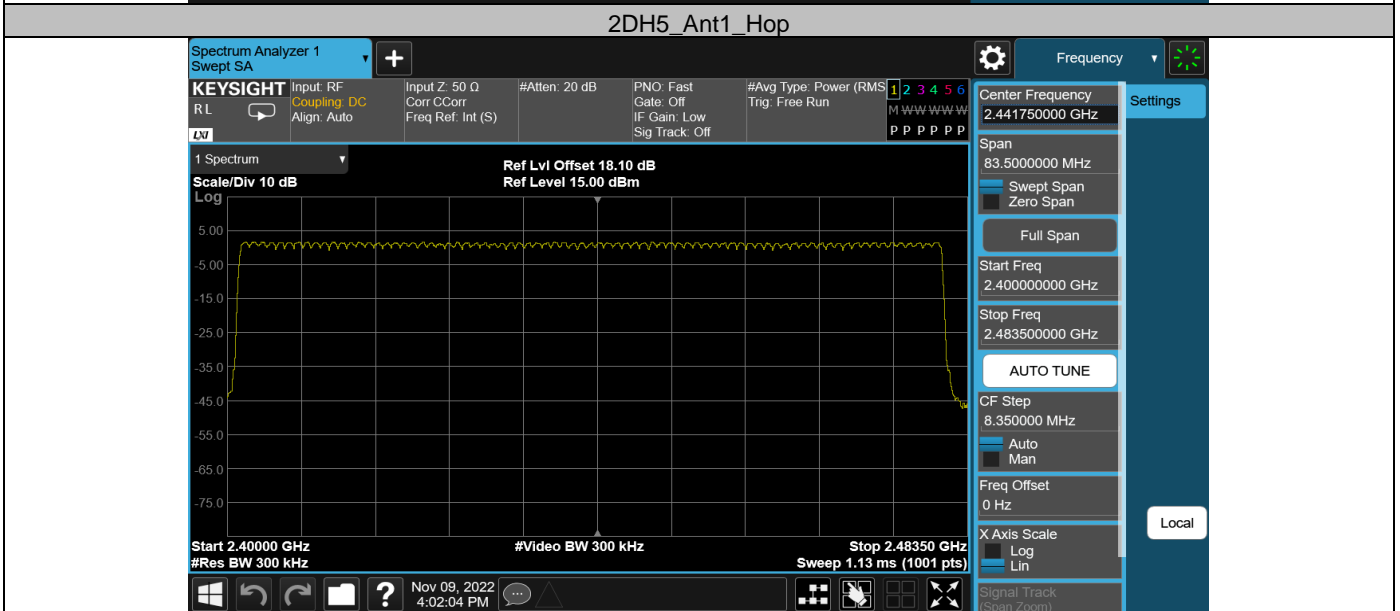 2DH5_Ant1_Hop
Spectrum Analyzer 1
Swept SA
Frequency
KEYSIGHT
RL
LXI
Input: RF
Coupling: DC
Align: Auto
Input Z: 50 Ω
Corr CCorr
Freq Ref: Int (S)
#Atten: 20 dB
PNO: Fast
Gate: Off
IF Gain: Low
Sig Track: Off
#Avg Type: Power (RMS
Trig: Free Run
1 2 3 4 5 6
M W W W W W
P P P P P P
1 Spectrum
Scale/Div 10 dB
Ref Lvl Offset 18.10 dB
Ref Level 15.00 dBm
Log
5.00
-5.00
-15.0
-25.0
-35.0
-45.0
-55.0
-65.0
-75.0
Start 2.40000 GHz
#Video BW 300 kHz
Stop 2.48350 GHz
#Res BW 300 kHz
Sweep 1.13 ms (1001 pts)
Center Frequency
2.441750000 GHz
Settings
Span
83.5000000 MHz
Swept Span
Zero Span
Full Span
Start Freq
2.400000000 GHz
Stop Freq
2.483500000 GHz
AUTO TUNE
CF Step
8.350000 MHz
Auto
Man
Freq Offset
0 Hz
Local
X Axis Scale
Log
Lin
Signal Track
(Span Zoom)
?
Nov 09, 2022
4:02:04 PM